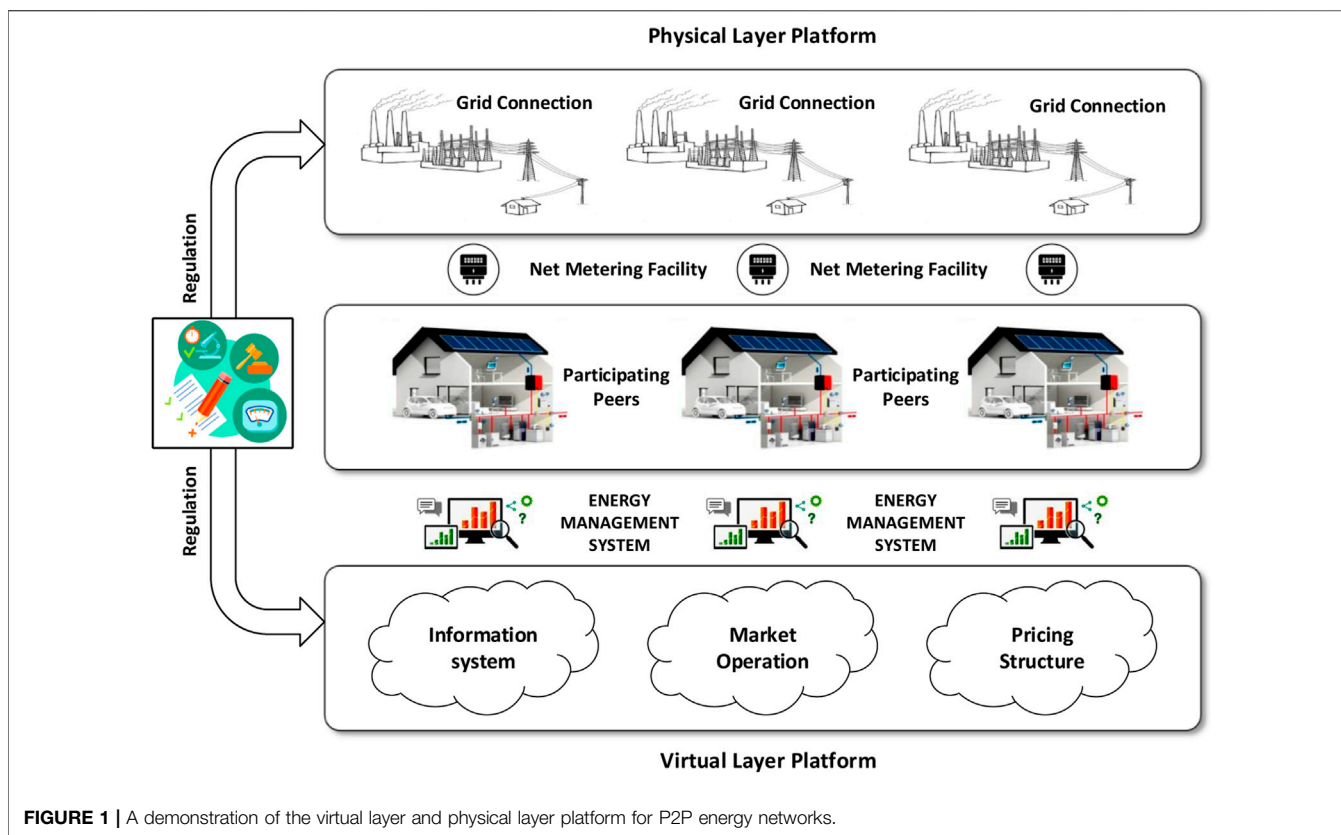 Physical Layer Platform
Grid Connection
Grid Connection
Grid Connection
Regulation
Net Metering Facility
Net Metering Facility
Participating
Peers
Participating
Peers
Regulation
ENERGY
MANAGEMENT
SYSTEM
ENERGY
MANAGEMENT
SYSTEM
?
?
?
Information
system
Market
Operation
Pricing
Structure
Virtual Layer Platform
FIGURE 1 | A demonstration of the virtual layer and physical layer platform for P2P energy networks.